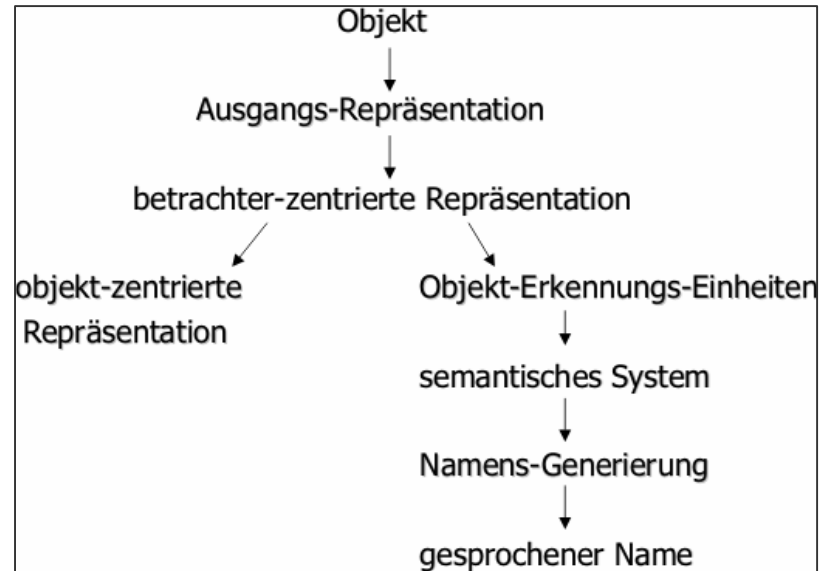 Objekt
Ausgangs-Repräsentation
betrachter-zentrierte Repräsentation
objekt-zentrierte
Repräsentation
Objekt-Erkennungs-Einheiten
semantisches System
Namens-Generierung
gesprochener Name